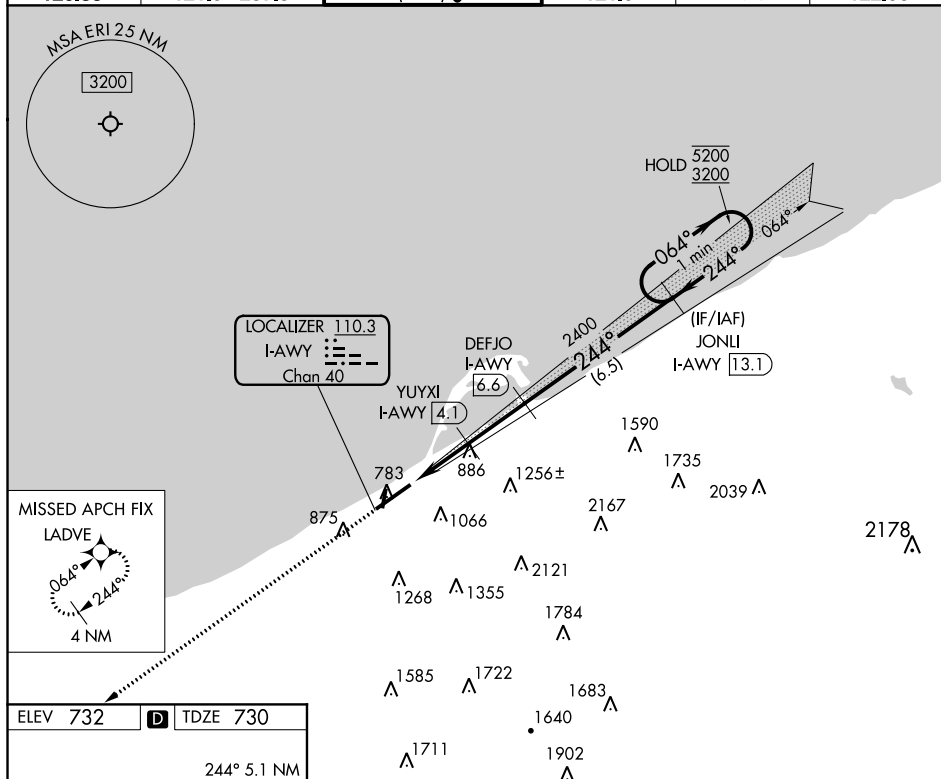 MSA ERI 25 NM
3200
HOLD 5200
3200
064°
1 min
244°
064°
2400
244°
(6.5)
(IF/IAF)
JONLI
I-AWY 13.1
LOCALIZER 110.3
I-AWY
Chan 40
DEFJO
I-AWY
6.6
YUYXI
I-AWY 4.1
886
783
875
1256±
1590
1735
2039
2167
2178
1066
1268
1355
2121
1784
1585
1722
1683
1640
1711
1902
MISSED APCH FIX
LADVE
064°
244°
4 NM
ELEV 732 D TDZE 730
244° 5.1 NM